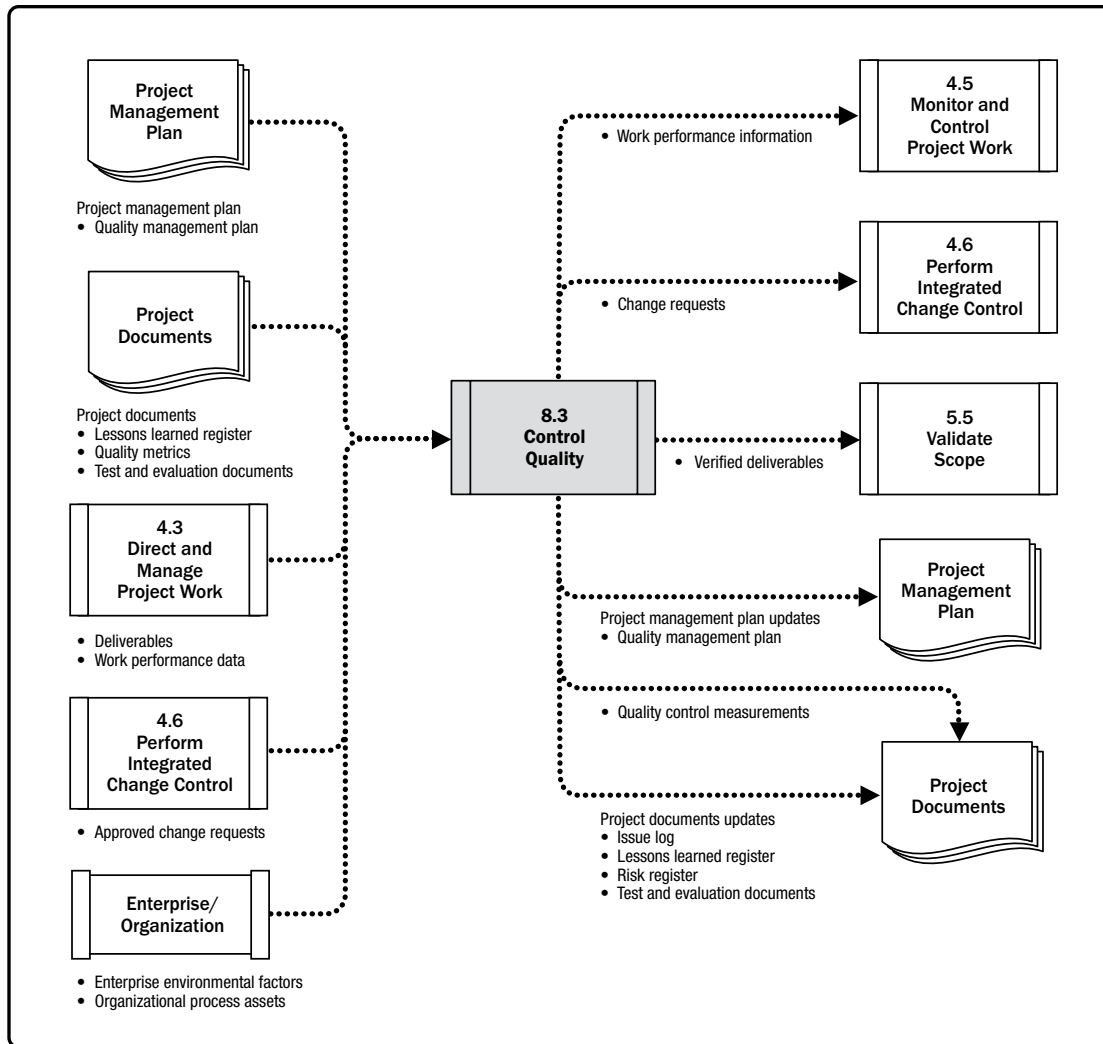 Project
Management
Plan
Project management plan
• Quality management plan
Project
Documents
Project documents
• Lessons learned register
• Quality metrics
• Test and evaluation documents
4.3
Direct and
Manage
Project Work
• Deliverables
• Work performance data
4.6
Perform
Integrated
Change Control
• Approved change requests
Enterprise/
Organization
• Enterprise environmental factors
• Organizational process assets
8.3
Control
Quality
• Work performance information
4.5
Monitor and
Control
Project Work
• Change requests
4.6
Perform
Integrated
Change Control
• Verified deliverables
5.5
Validate
Scope
Project management plan updates
• Quality management plan
Project
Management
Plan
• Quality control measurements
Project documents updates
• Issue log
• Lessons learned register
• Risk register
• Test and evaluation documents
Project
Documents